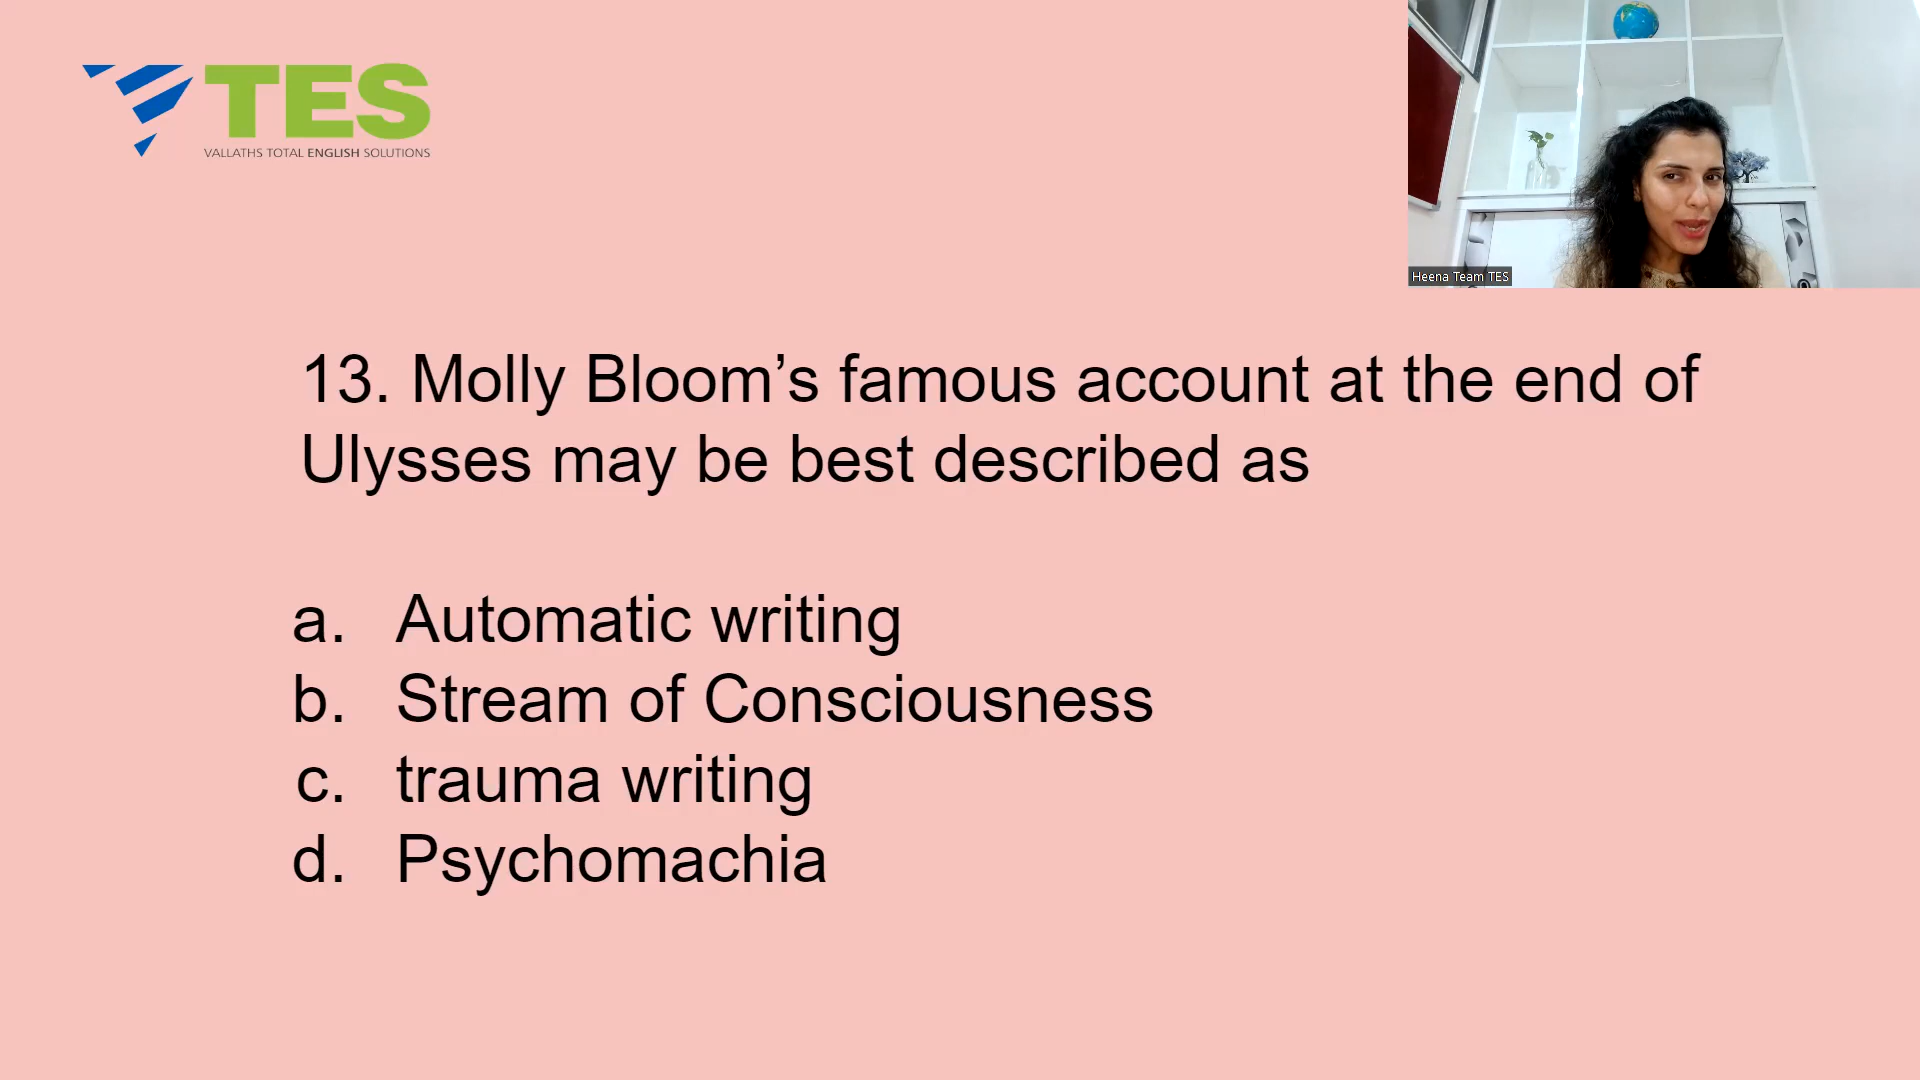 TES
VALLATHS TOTAL ENGLISH SOLUTIONS
Heena Team TES
13. Molly Bloom’s famous account at the end of
Ulysses may be best described as
a. Automatic writing
b. Stream of Consciousness
c. trauma writing
d. Psychomachia